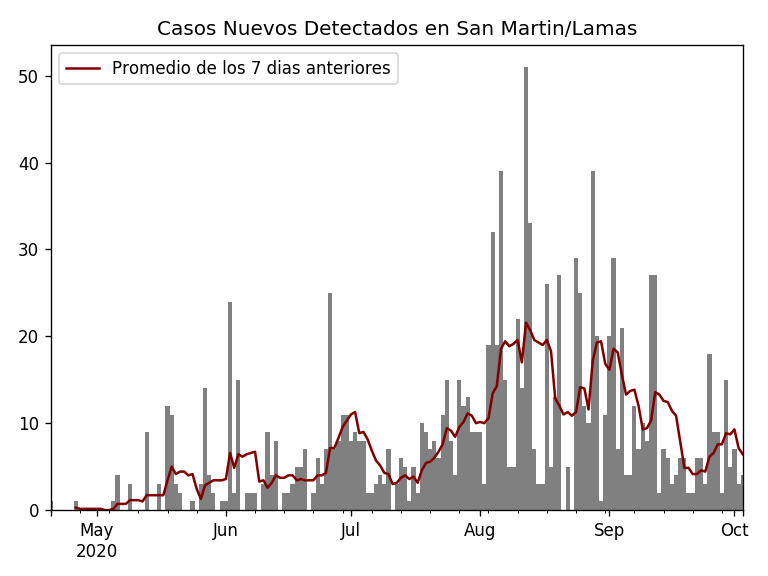 Casos Nuevos Detectados en San Martin/Lamas
Promedio de los 7 dias anteriores
50
40
30
20
10
0
May Jun Jul Aug Sep Oct
2020